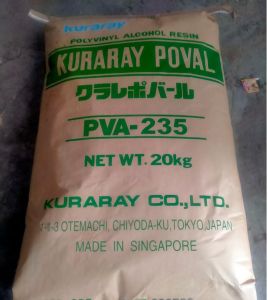 kuraray
POLYVINYL ALCOHOL RESIN
KURARAY POVAL
クラレポバール
PVA-235
NET WT. 20kg
KURARAY CO.,LTD.
1-1-3 OTEMACHI, CHIYODA-KU,TOKYO,JAPAN
MADE IN SINGAPORE